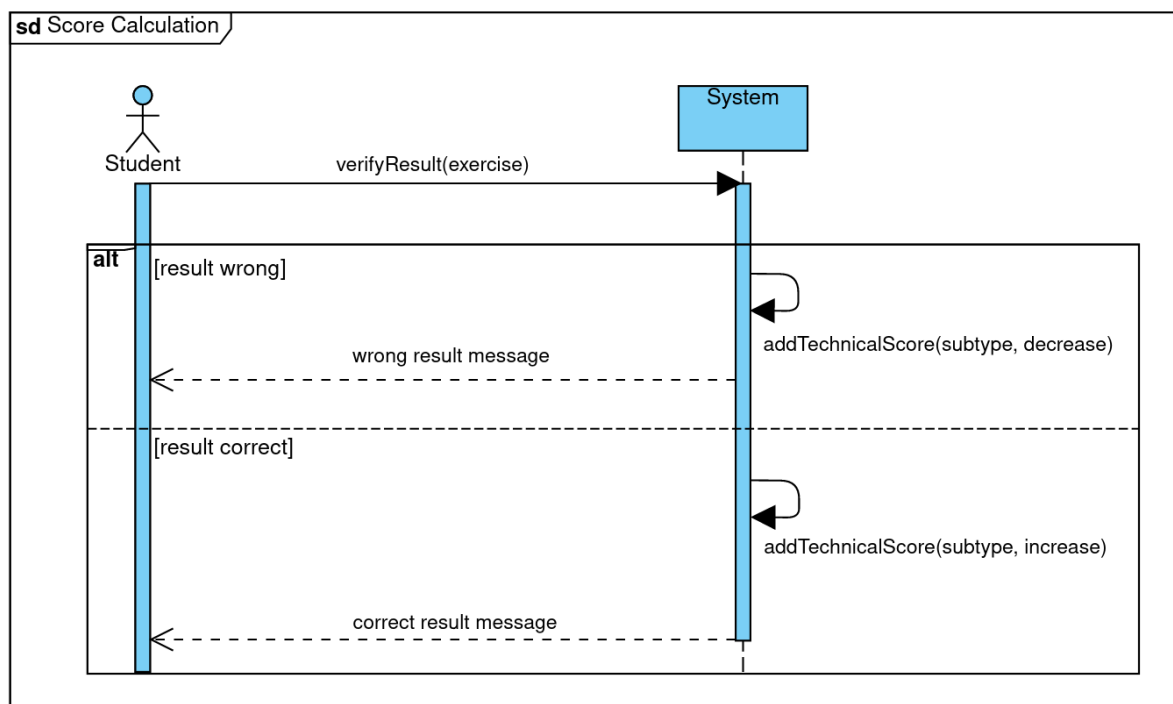 sd Score Calculation
Student
System
verifyResult(exercise)
alt
[result wrong]
addTechnicalScore(subtype, decrease)
wrong result message
[result correct]
addTechnicalScore(subtype, increase)
correct result message